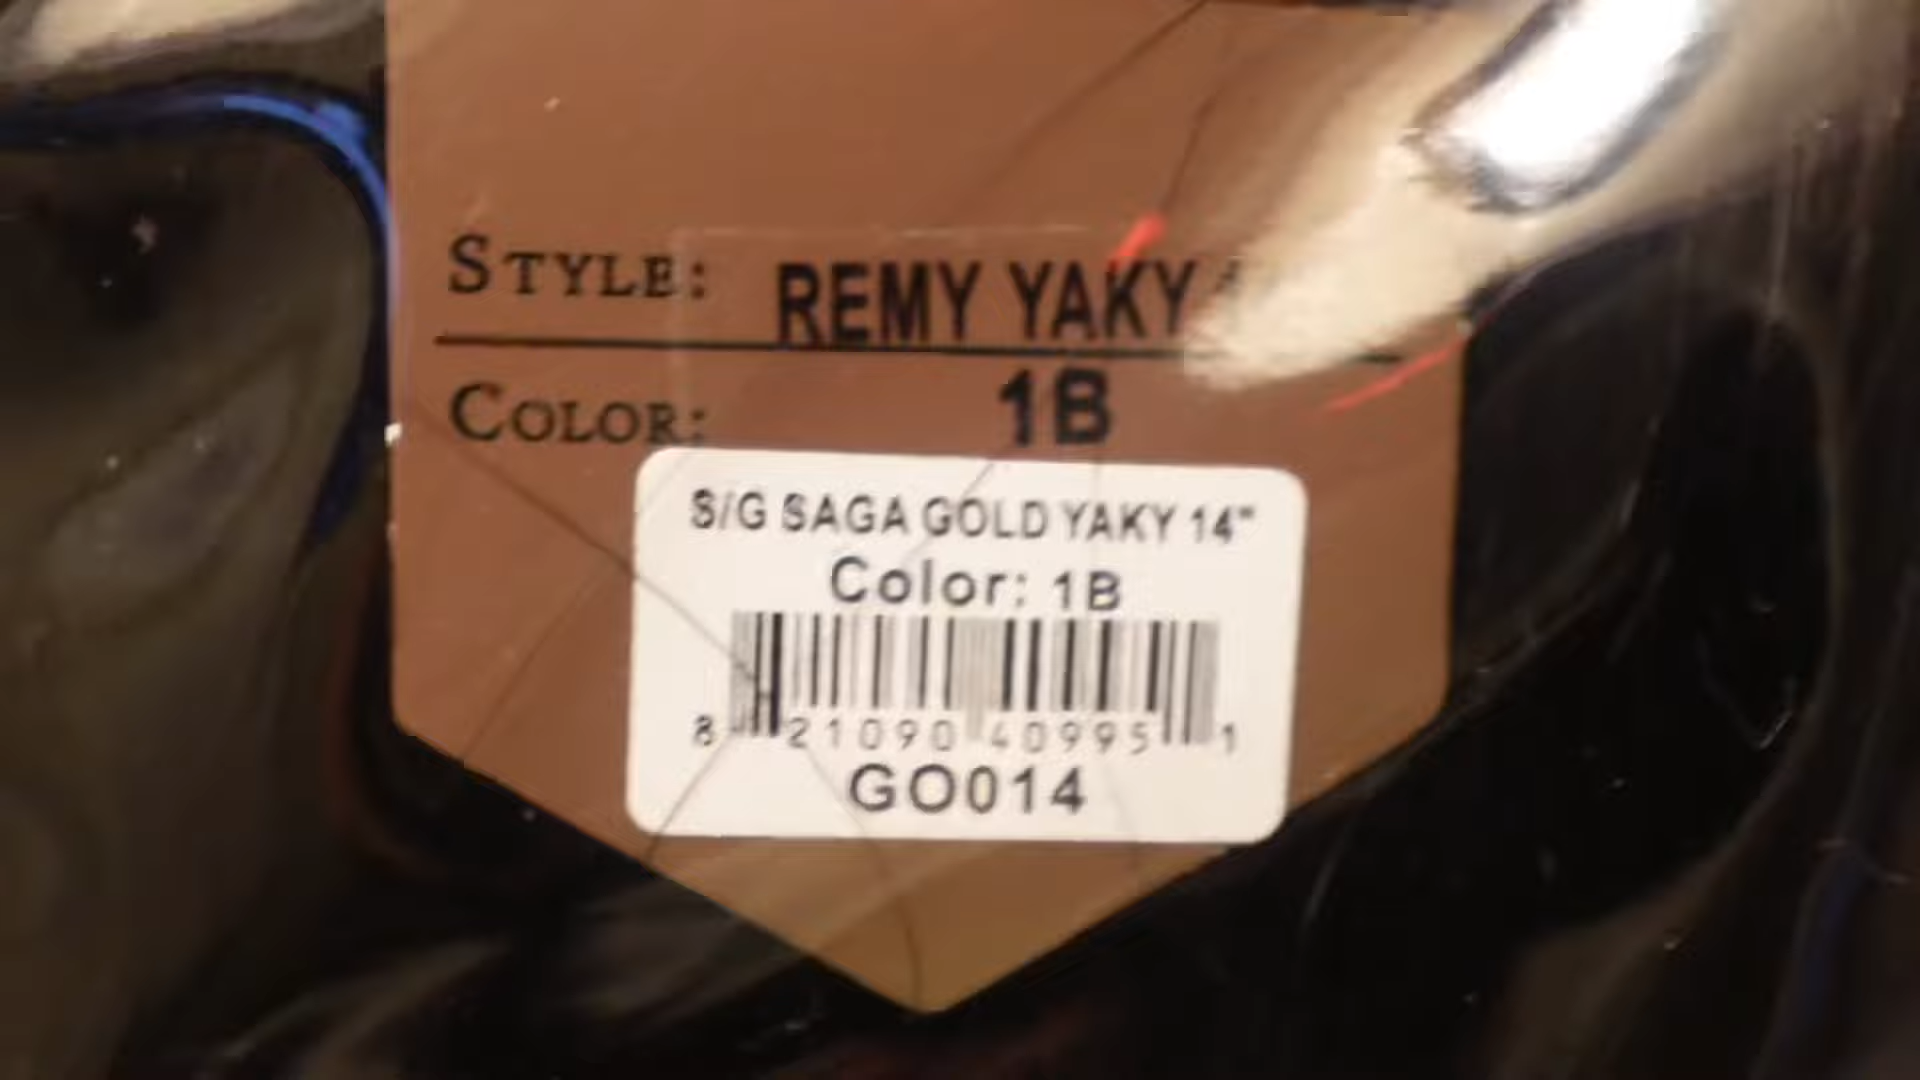 STYLE: REMY YAKY
COLOR: 1B
S/G SAGA GOLD YAKY 14"
Color: 1B
8 21090 40995 1
GO014